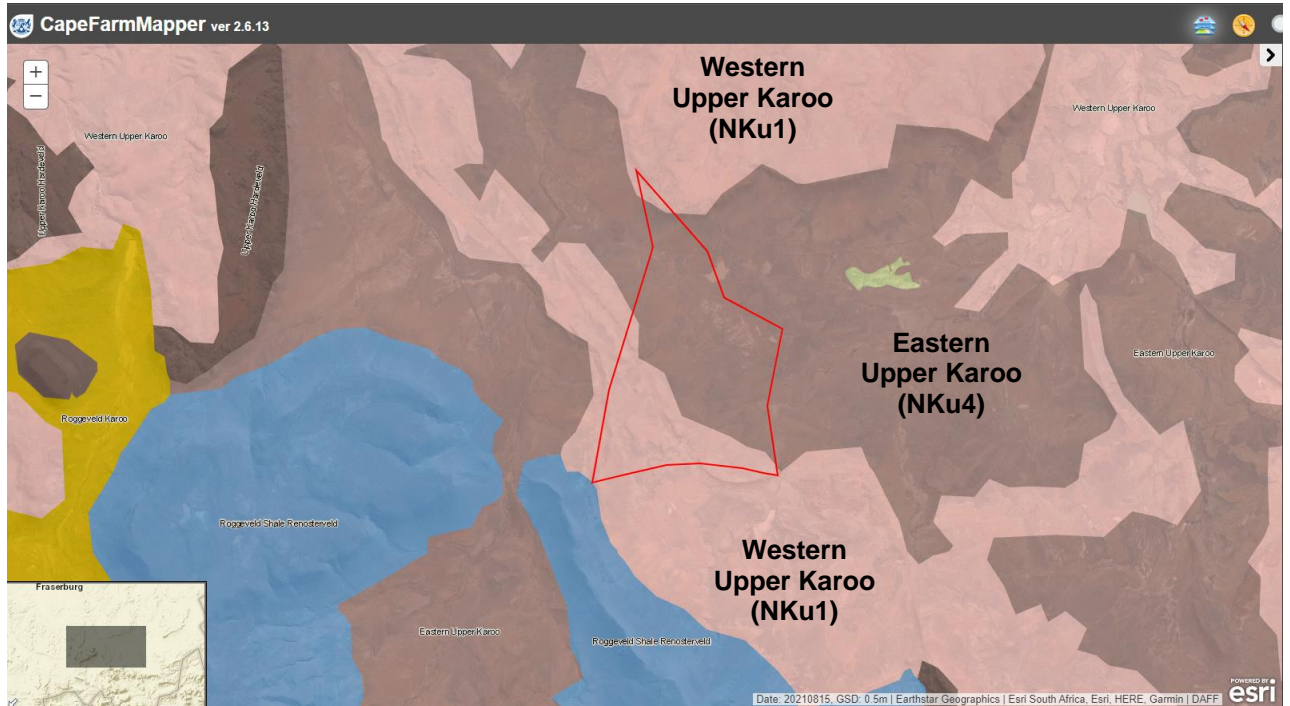 CapeFarmMapper ver 2.6.13
+
−
Western
Upper Karoo
(NKu1)
Western Upper Karoo
Western Upper Karoo
Upper Karoo Hardeveld
Upper Karoo Hardeveld
Eastern
Upper Karoo
(NKu4)
Eastern Upper Karoo
Roggeveld Karoo
Roggeveld Shale Renosterveld
Western
Upper Karoo
(NKu1)
Fraserburg
Eastern Upper Karoo
Roggeveld Shale Renosterveld
Date: 20210815, GSD: 0.5m | Earthstar Geographics | Esri South Africa, Esri, HERE, Garmin | DAFF
POWERED BY
esri